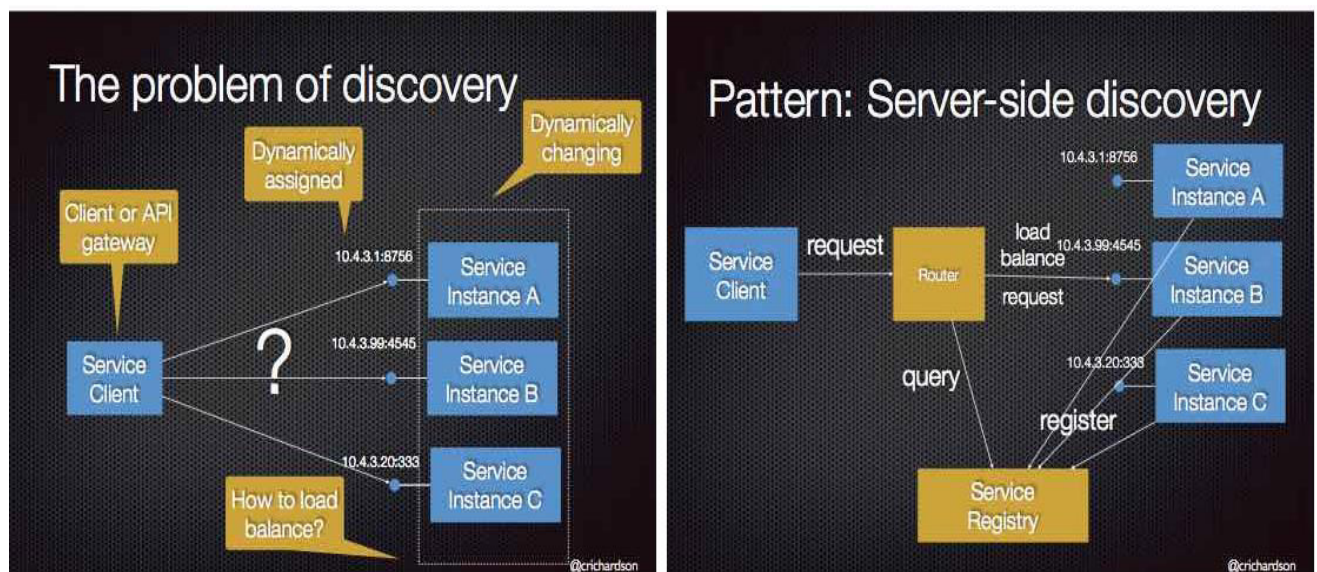 The problem of discovery
Dynamically
changing
Dynamically
assigned
Client or API
gateway
10.4.3.1:8756
Service
Instance A
?
10.4.3.99:4545
Service
Client
Service
Instance B
10.4.3.20:333
Service
Instance C
How to load
balance?
@crichardson
Pattern: Server-side discovery
10.4.3.1:8756
Service
Instance A
Service
Client
request
Router
load
balance
10.4.3.99:4545
request
Service
Instance B
query
10.4.3.20:333
Service
Instance C
register
Service
Registry
@crichardson